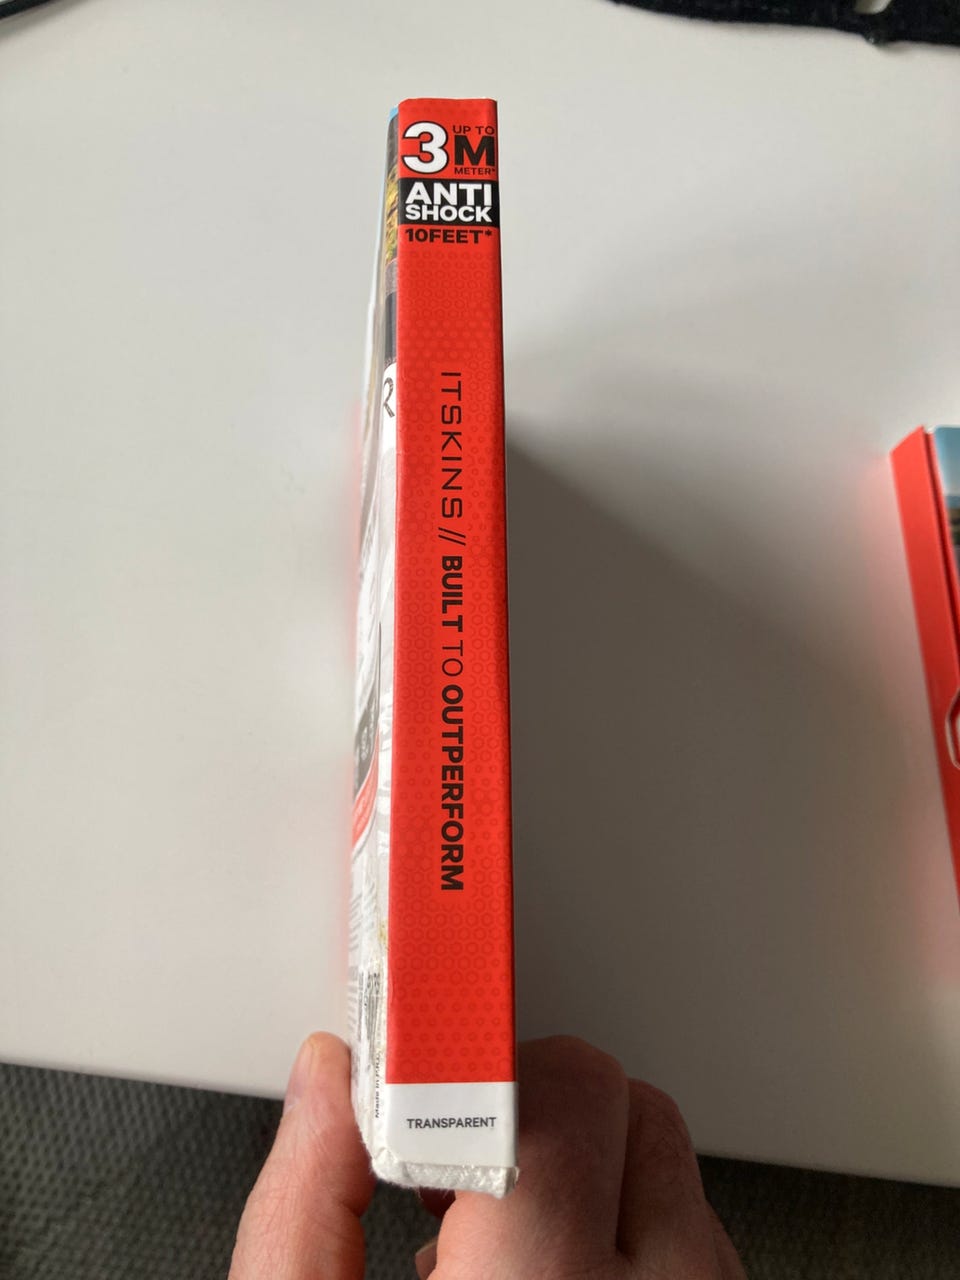 3 UP TO
M
METER*
ANTI
SHOCK
10FEET*
ITSKINS // BUILT TO OUTPERFORM
TRANSPARENT